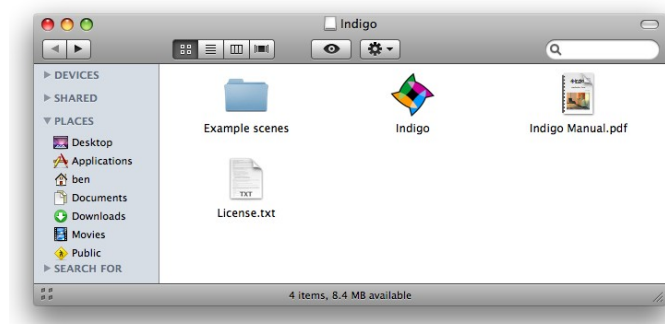 Indigo
DEVICES
SHARED
PLACES
Desktop
Applications
ben
Documents
Downloads
Movies
Public
SEARCH FOR
Example scenes
Indigo
Indigo Manual.pdf
TXT
License.txt
4 items, 8.4 MB available